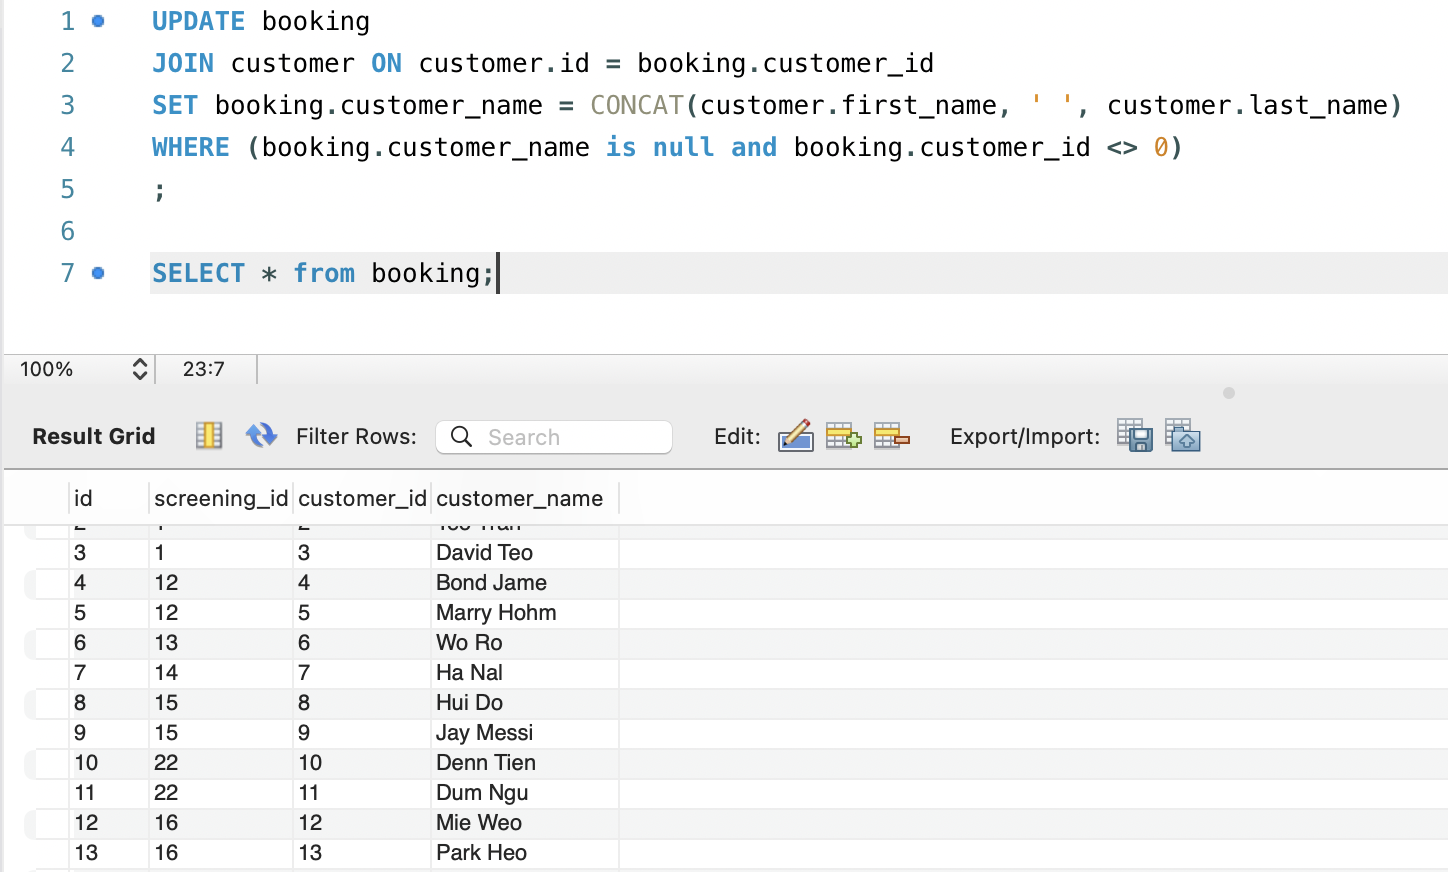 1 UPDATE booking
2 JOIN customer ON customer.id = booking.customer_id
3 SET booking.customer_name = CONCAT(customer.first_name, ' ', customer.last_name)
4 WHERE (booking.customer_name is null and booking.customer_id <> 0)
5 ;
6
7 SELECT * from booking;
100% 23:7
Result Grid Filter Rows: Search Edit: Export/Import:
id screening_id customer_id customer_name
3 1 3 David Teo
4 12 4 Bond Jame
5 12 5 Marry Hohm
6 13 6 Wo Ro
7 14 7 Ha Nal
8 15 8 Hui Do
9 15 9 Jay Messi
10 22 10 Denn Tien
11 22 11 Dum Ngu
12 16 12 Mie Weo
13 16 13 Park Heo